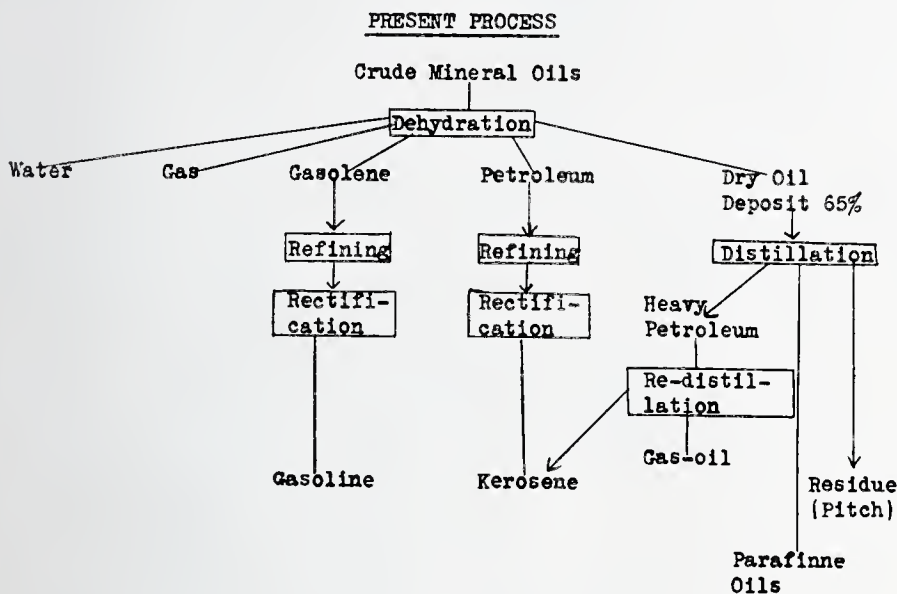 PRESENT PROCESS
Crude Mineral Oils
Dehydration
Water
Gas
Gasolene
Petroleum
Dry Oil
Deposit 65%
Refining
Refining
Distillation
Rectifi-
cation
Rectifi-
cation
Heavy
Petroleum
Re-distil-
lation
Gas-oil
Gasoline
Kerosene
Residue
(Pitch)
Parafinne
Oils